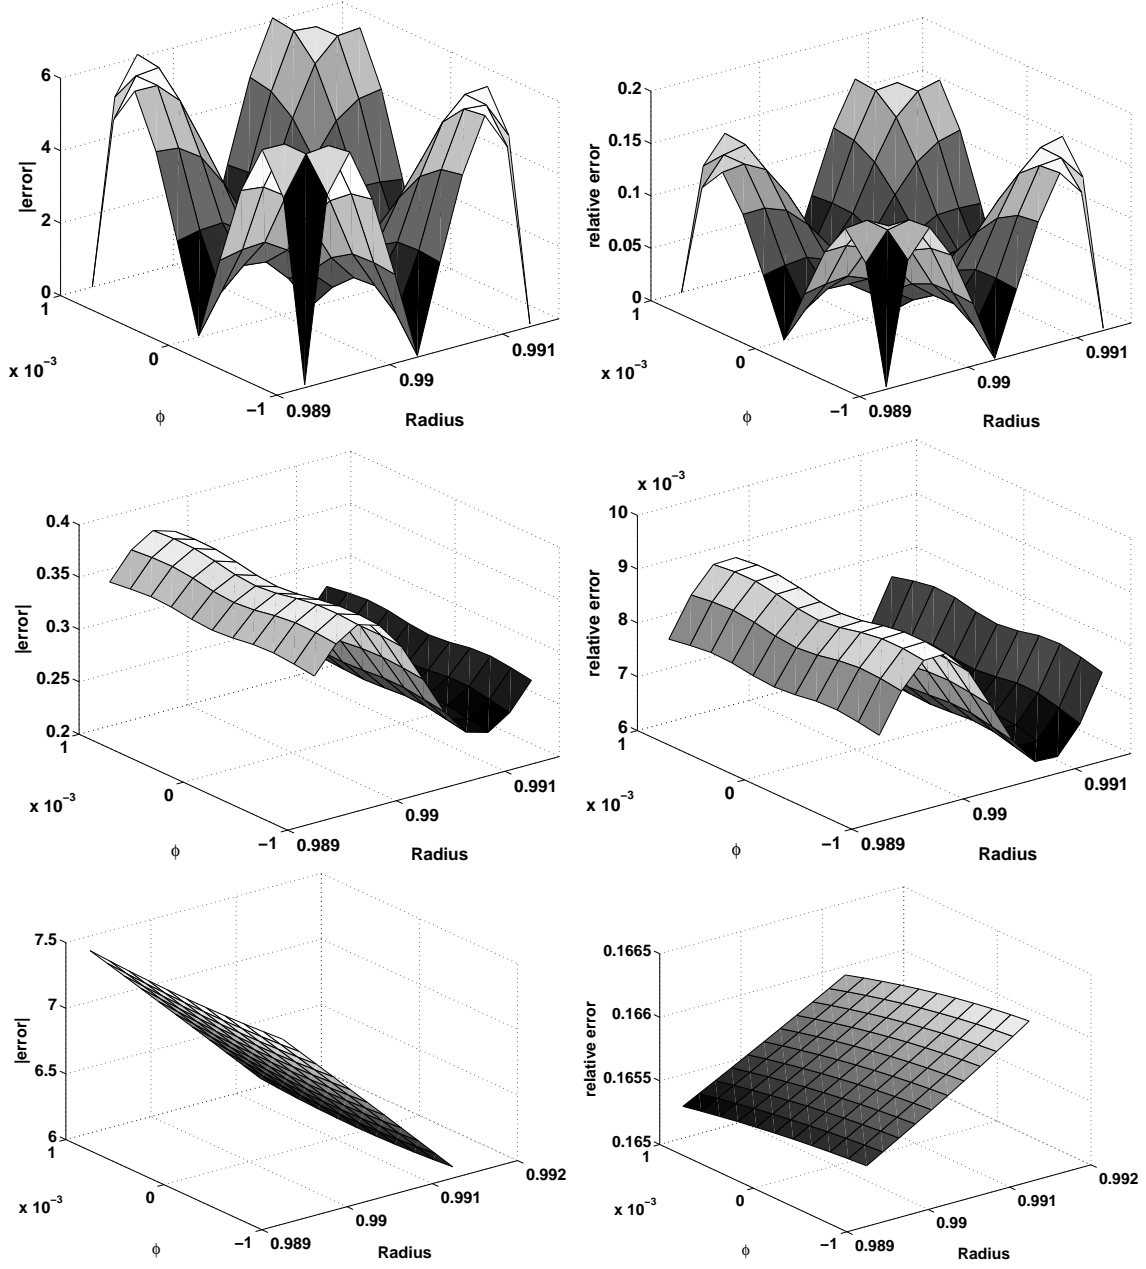 6
4
2
0
|error|
1
0
−1
x 10⁻³
ϕ
0.989
0.99
0.991
Radius
0.2
0.15
0.1
0.05
0
relative error
1
0
−1
x 10⁻³
ϕ
0.989
0.99
0.991
Radius
0.4
0.35
0.3
0.25
0.2
|error|
1
0
−1
x 10⁻³
ϕ
0.989
0.99
0.991
Radius
x 10⁻³
10
9
8
7
6
relative error
1
0
−1
x 10⁻³
ϕ
0.989
0.99
0.991
Radius
7.5
7
6.5
6
|error|
1
0
−1
x 10⁻³
ϕ
0.989
0.99
0.991
0.992
Radius
0.1665
0.166
0.1655
0.165
relative error
1
0
−1
x 10⁻³
ϕ
0.989
0.99
0.991
0.992
Radius